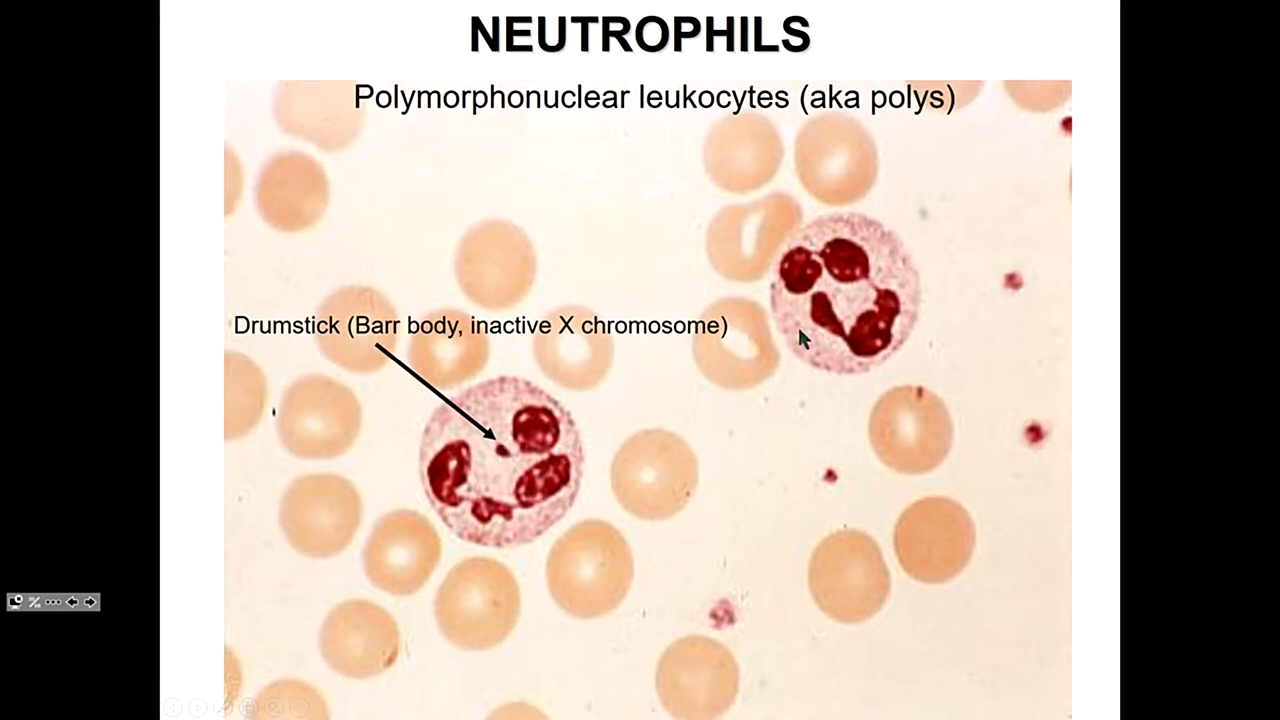 NEUTROPHILS
Polymorphonuclear leukocytes (aka polys)
Drumstick (Barr body, inactive X chromosome)